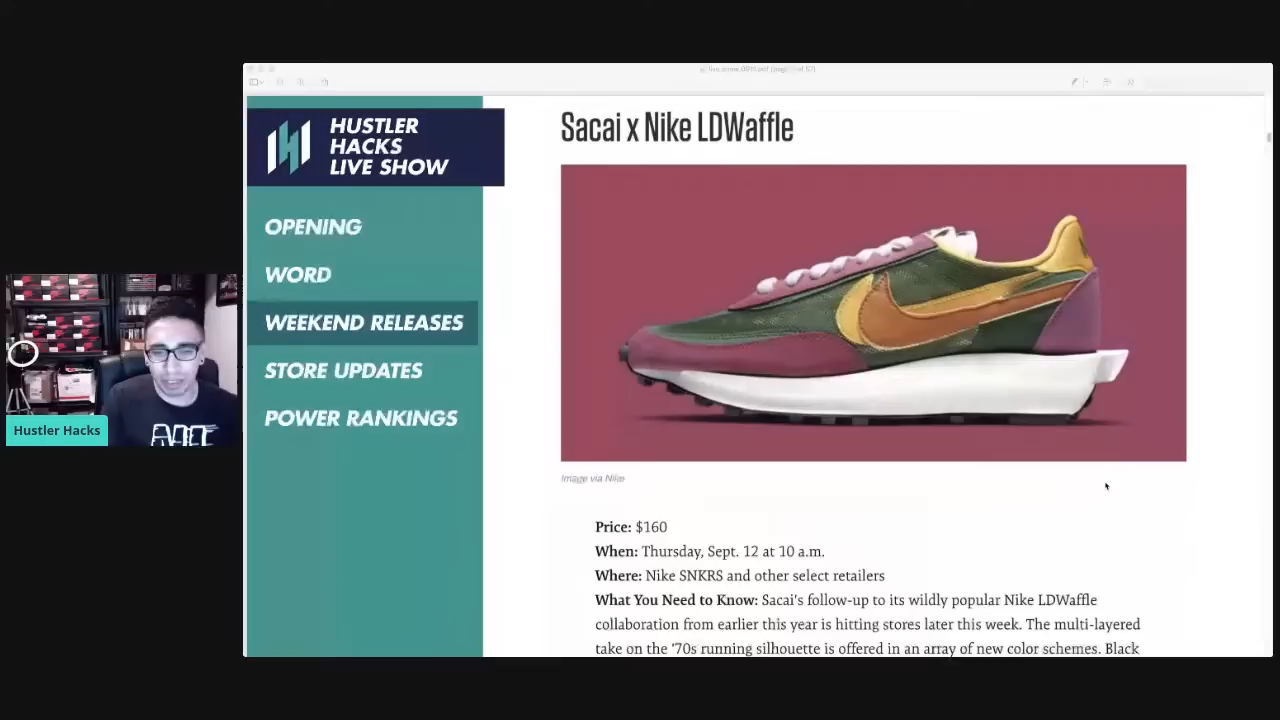 HUSTLER
HACKS
LIVE SHOW
OPENING
WORD
WEEKEND RELEASES
STORE UPDATES
POWER RANKINGS
Hustler Hacks
Sacai x Nike LDWaffle
Image via Nike
Price: $160
When: Thursday, Sept. 12 at 10 a.m.
Where: Nike SNKRS and other select retailers
What You Need to Know: Sacai's follow-up to its wildly popular Nike LDWaffle
collaboration from earlier this year is hitting stores later this week. The multi-layered
take on the '70s running silhouette is offered in an array of new color schemes. Black